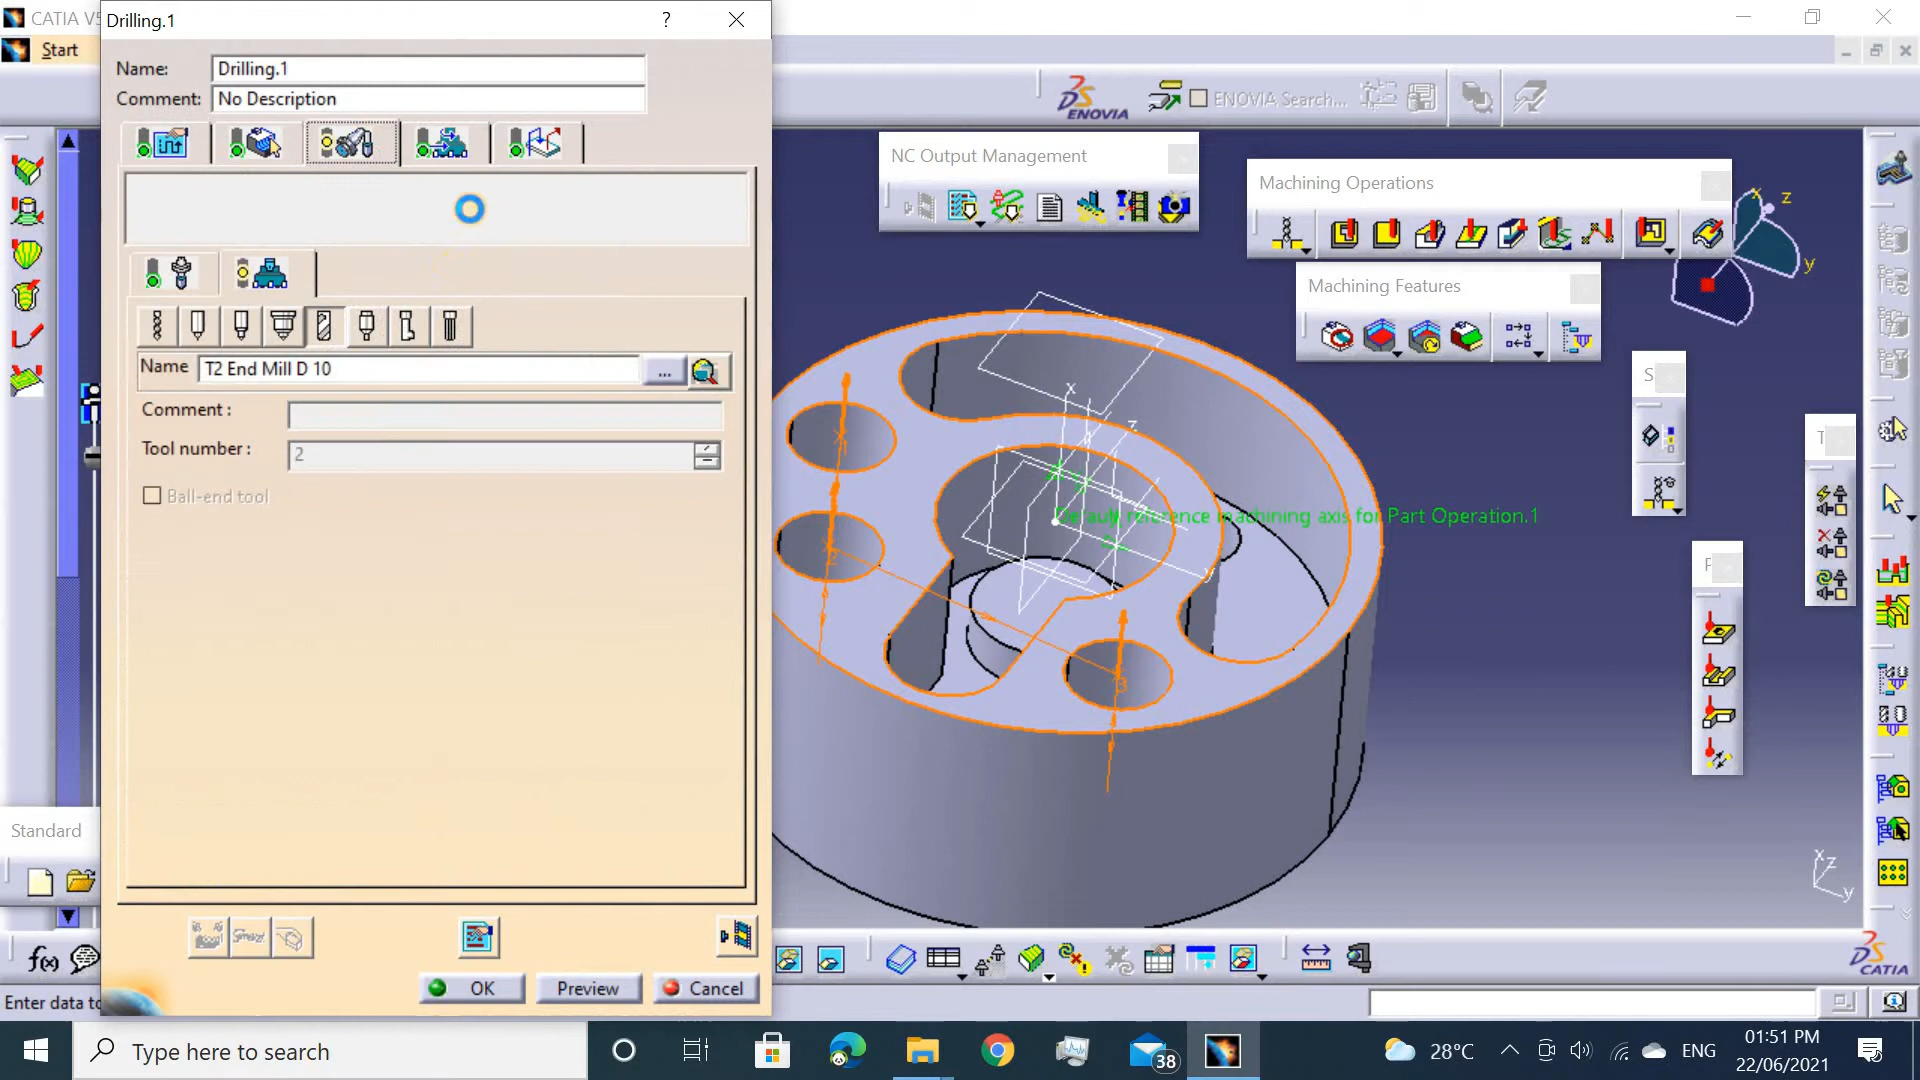 CATIA V5
Drilling.1
?
Start
Name:
Drilling.1
Comment:
No Description
Name
T2 End Mill D 10
...
Comment :
Tool number :
2
Ball-end tool
OK
Preview
Cancel
Standard
f(x)
Enter data to
ENOVIA
ENOVIA Search...
NC Output Management
Machining Operations
Machining Features
S
T
P
x
z
y
x
z
y
1
2
3
Default reference machining axis for Part Operation.1
x
z
y
CATIA
Type here to search
38
28°C
ENG
01:51 PM
22/06/2021